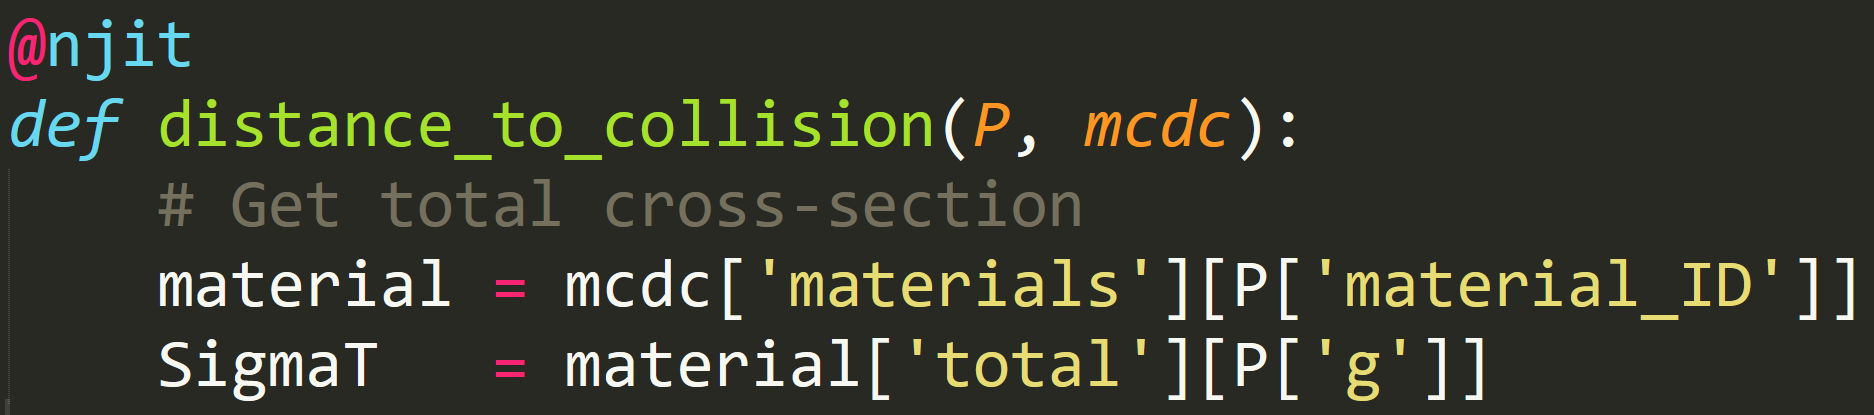 @njit
def distance_to_collision(P, mcdc):
    # Get total cross-section
    material = mcdc['materials'][P['material_ID']]
    SigmaT   = material['total'][P['g']]